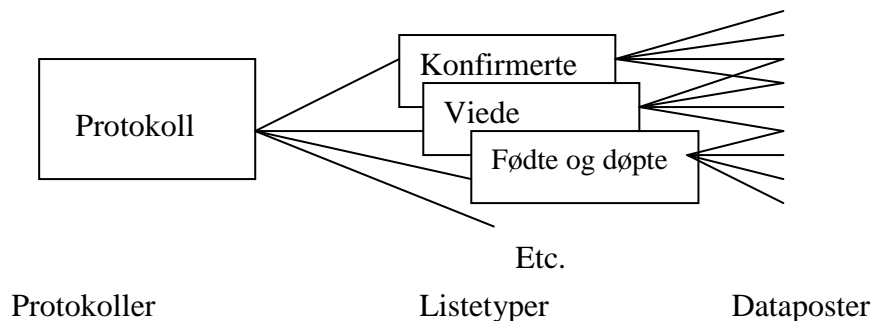 Konfirmerte
Protokoll
Viede
Fødte og døpte
Etc.
Protokoller Listetyper Dataposter